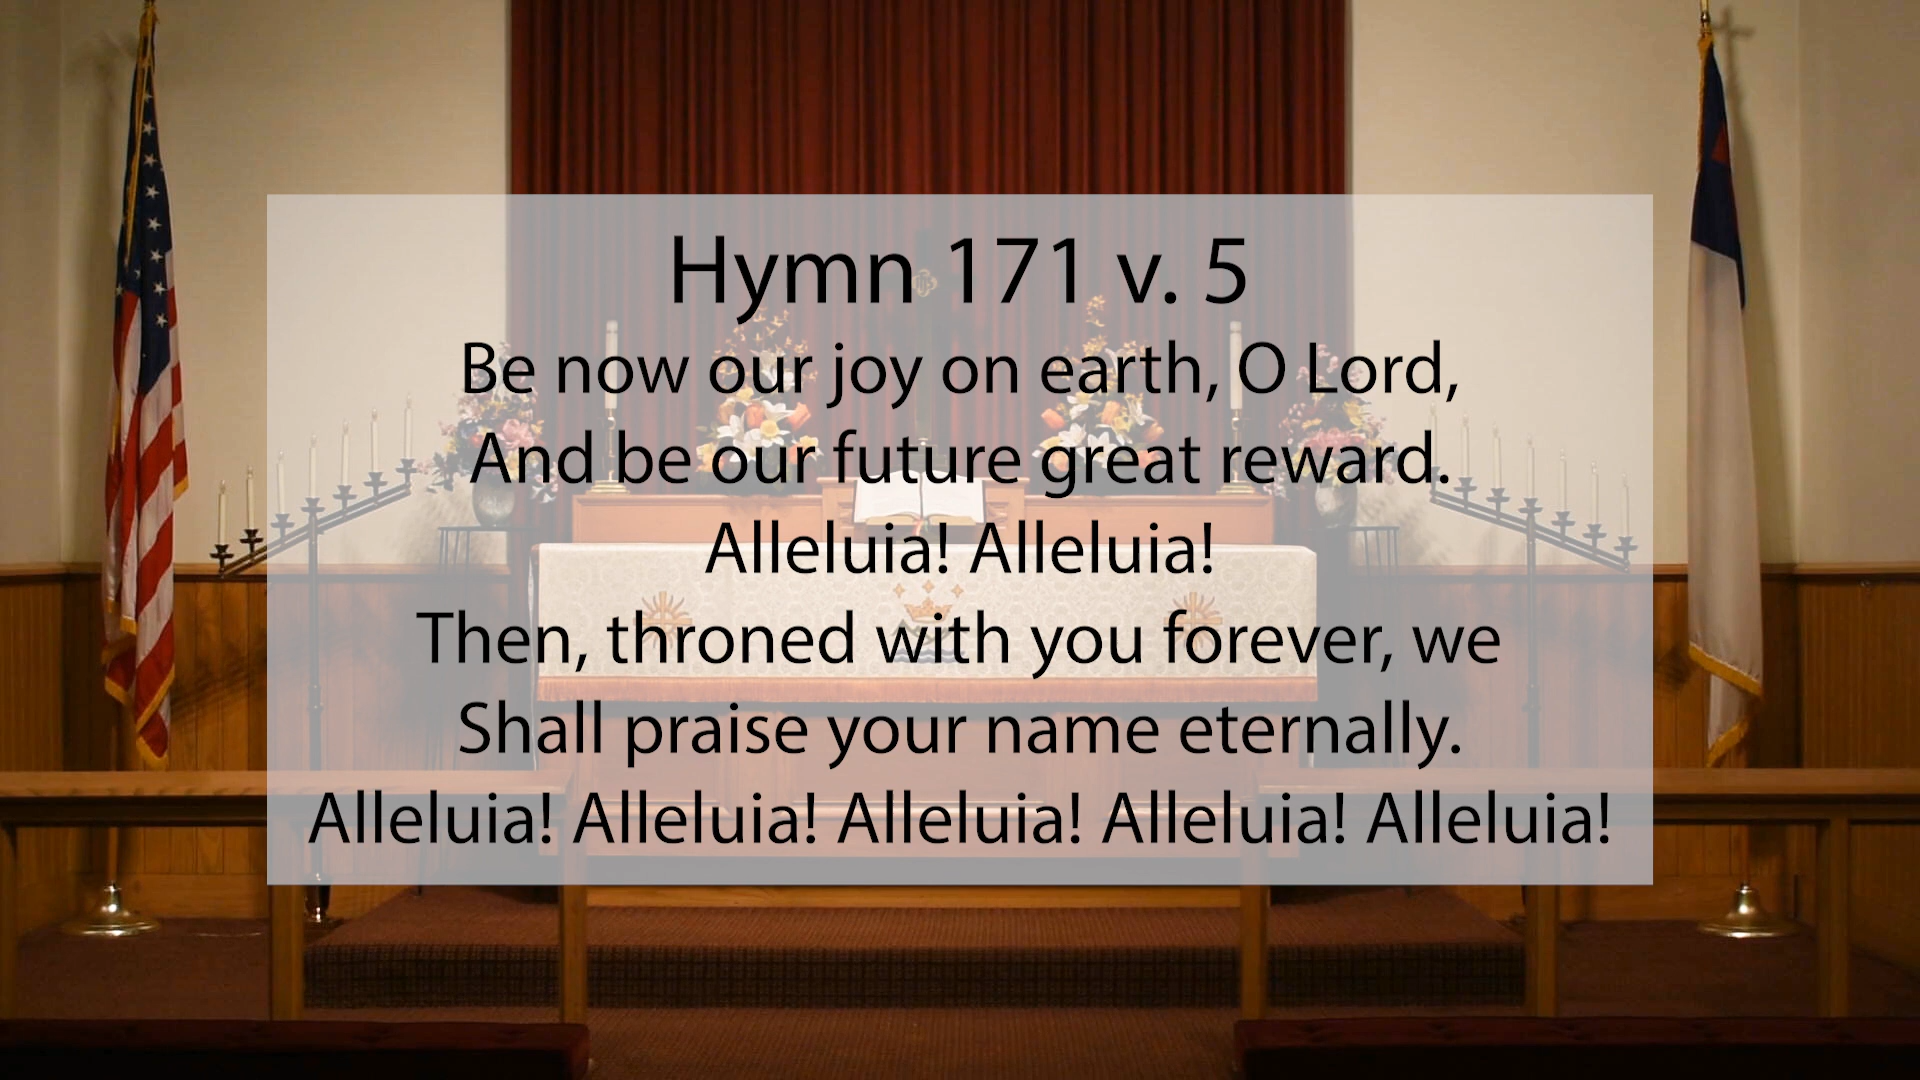 Hymn 171 v. 5
Be now our joy on earth, O Lord,
And be our future great reward.
Alleluia! Alleluia!
Then, throned with you forever, we
Shall praise your name eternally.
Alleluia! Alleluia! Alleluia! Alleluia! Alleluia!